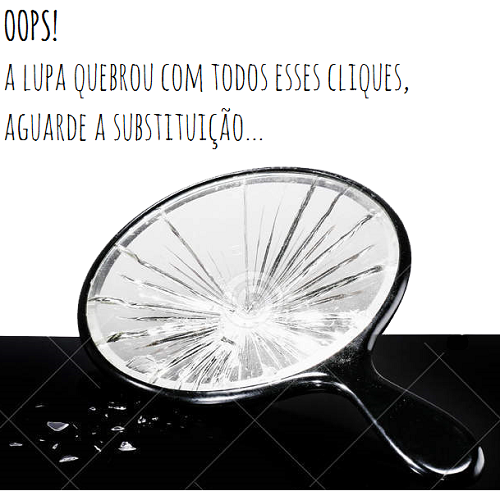 OOPS!
A LUPA QUEBROU COM TODOS ESSES CLIQUES,
AGUARDE A SUBSTITUIÇÃO...